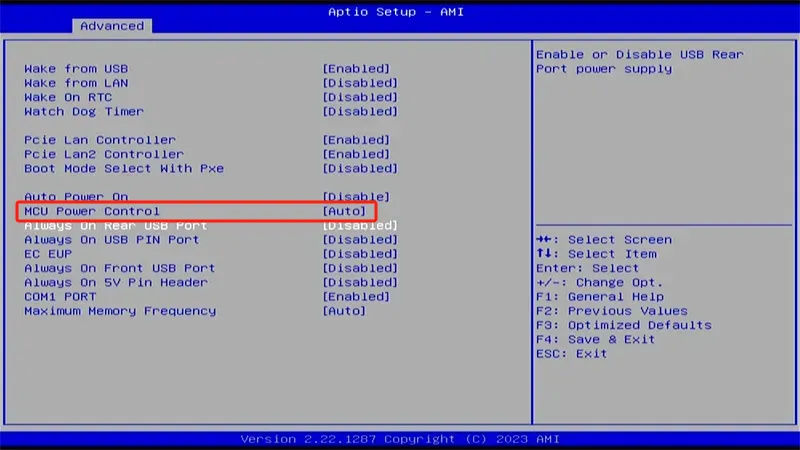 Aptio Setup - AMI
Advanced
Wake from USB [Enabled]
Wake from LAN [Disabled]
Wake On RTC [Disabled]
Watch Dog Timer [Disabled]
Pcie Lan Controller [Enabled]
Pcie Lan2 Controller [Enabled]
Boot Mode Select With Pxe [Disabled]
Auto Power On [Disable]
MCU Power Control [Auto]
Always On Rear USB Port [Disabled]
Always On USB PIN Port [Disabled]
EC EUP [Disabled]
Always On Front USB Port [Disabled]
Always On 5V Pin Header [Disabled]
COM1 PORT [Enabled]
Maximum Memory Frequency [Auto]
Enable or Disable USB Rear
Port power supply
→←: Select Screen
↑↓: Select Item
Enter: Select
+/-: Change Opt.
F1: General Help
F2: Previous Values
F3: Optimized Defaults
F4: Save & Exit
ESC: Exit
Version 2.22.1287 Copyright (C) 2023 AMI